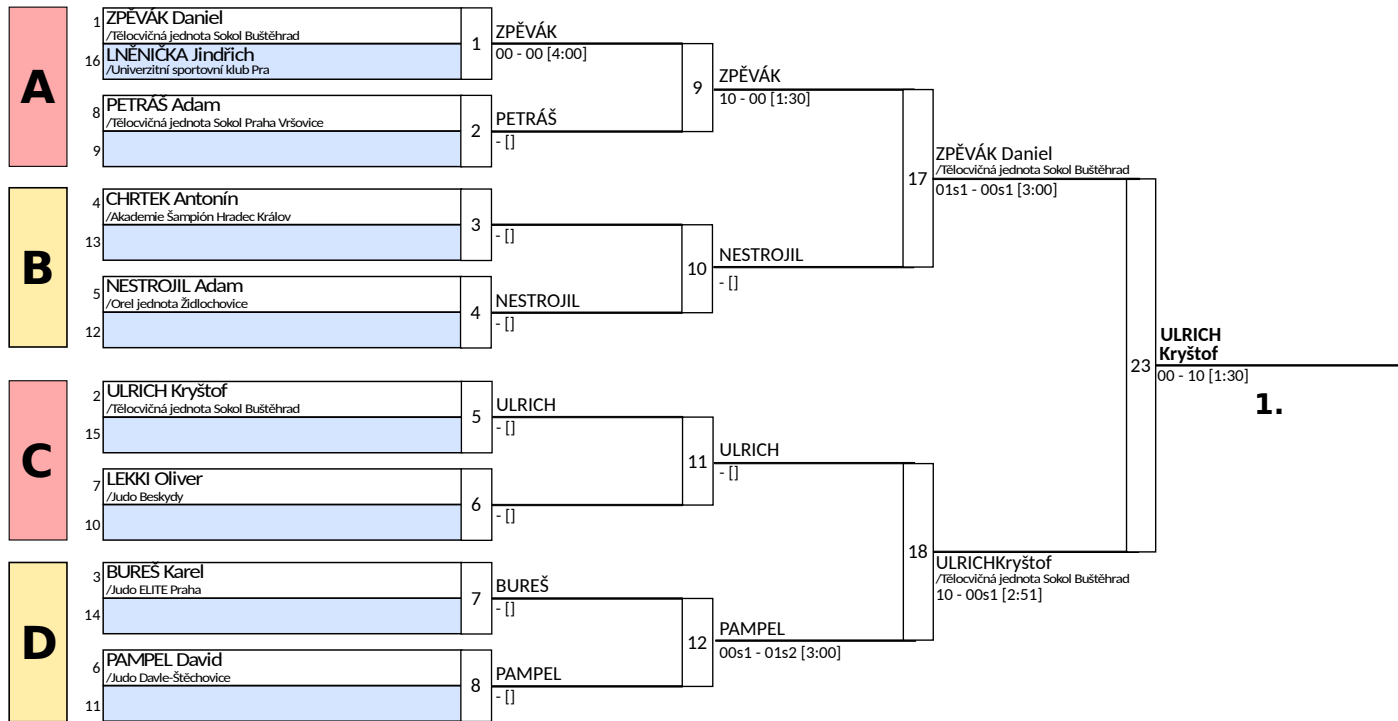 A
1
ZPĚVÁK Daniel
/Tělocvičná jednota Sokol Buštěhrad
16
LNĚNIČKA Jindřich
/Univerzitní sportovní klub Pra
1
ZPĚVÁK
00 - 00 [4:00]
8
PETRÁŠ Adam
/Tělocvičná jednota Sokol Praha Vršovice
9
2
PETRÁŠ
- []
9
ZPĚVÁK
10 - 00 [1:30]
B
4
CHRTEK Antonín
/Akademie Šampión Hradec Králov
13
3
- []
5
NESTROJIL Adam
/Orel jednota Židlochovice
12
4
NESTROJIL
- []
10
NESTROJIL
- []
17
ZPĚVÁK Daniel
/Tělocvičná jednota Sokol Buštěhrad
01s1 - 00s1 [3:00]
C
2
ULRICH Kryštof
/Tělocvičná jednota Sokol Buštěhrad
15
5
ULRICH
- []
7
LEKKI Oliver
/Judo Beskydy
10
6
- []
11
ULRICH
- []
D
3
BUREŠ Karel
/Judo ELITE Praha
14
7
BUREŠ
- []
6
PAMPEL David
/Judo Davle-Štěchovice
11
8
PAMPEL
- []
12
PAMPEL
00s1 - 01s2 [3:00]
18
ULRICHKryštof
/Tělocvičná jednota Sokol Buštěhrad
10 - 00s1 [2:51]
23
ULRICH
Kryštof
00 - 10 [1:30]
1.